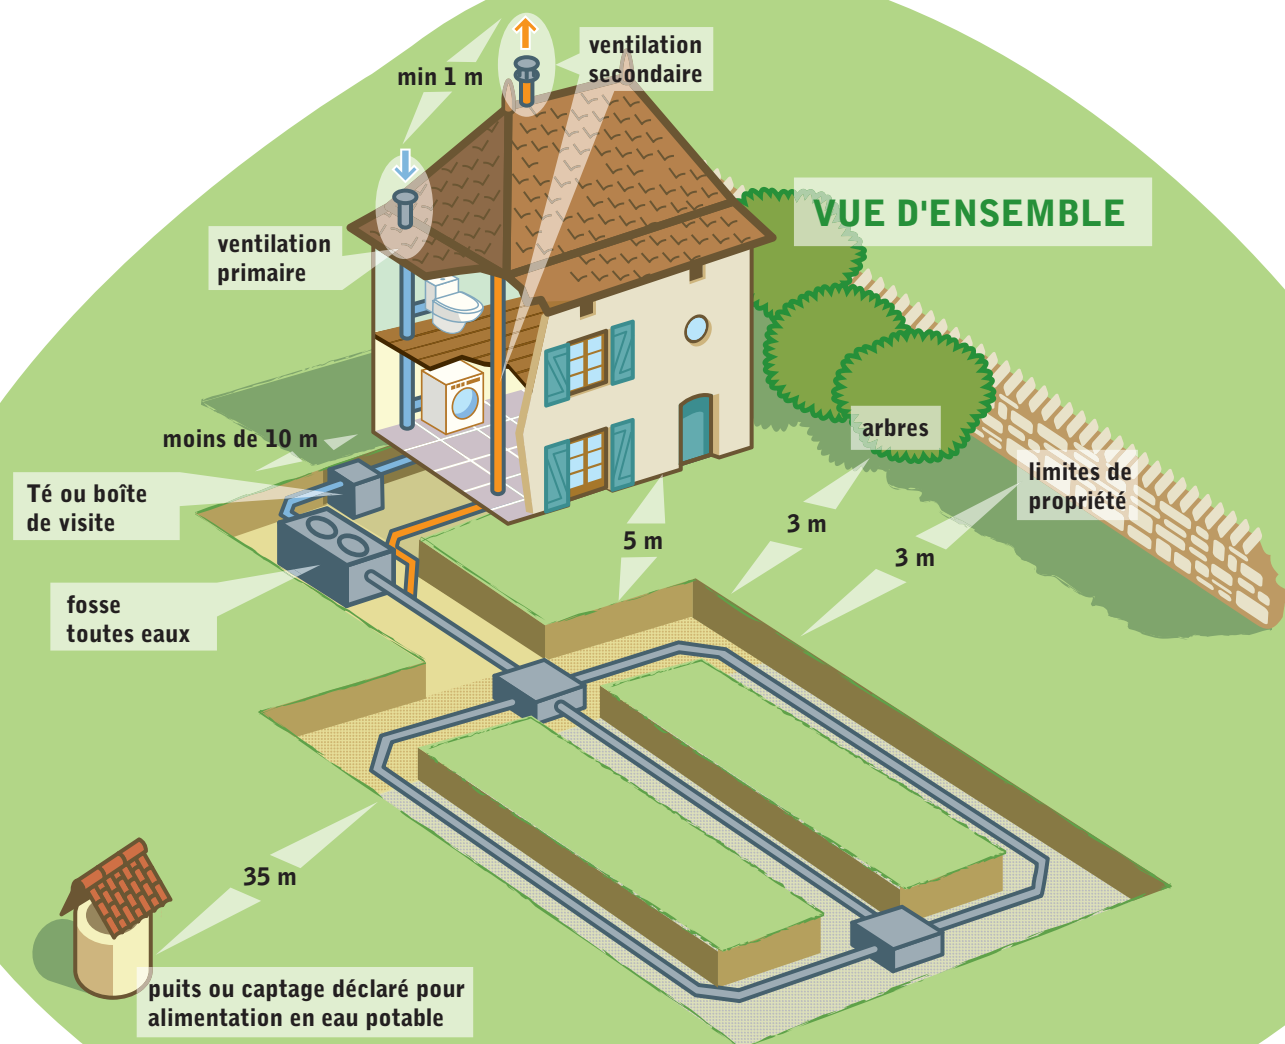 ventilation
secondaire
min 1 m
VUE D'ENSEMBLE
ventilation
primaire
arbres
moins de 10 m
limites de
propriété
Té ou boîte
de visite
3 m
5 m
3 m
fosse
toutes eaux
35 m
puits ou captage déclaré pour
alimentation en eau potable